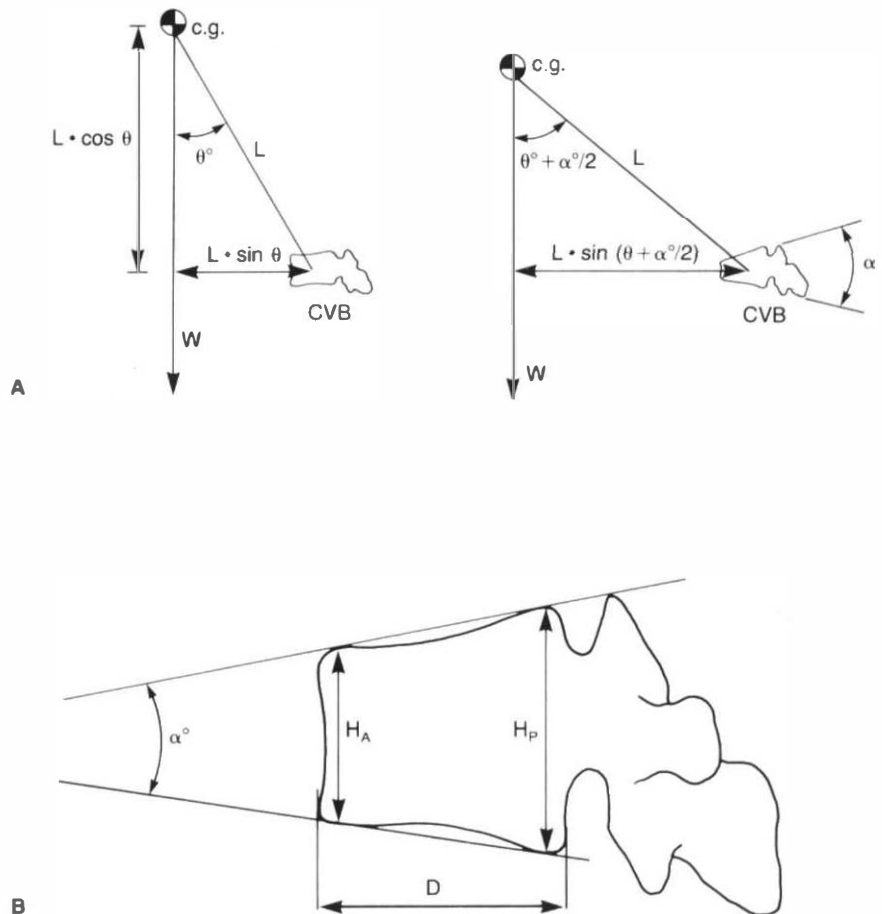 c.g.
L • cos θ
θ°
L
L • sin θ
CVB
W
c.g.
θ° + α°/2
L
L • sin (θ + α°/2)
α
CVB
W
A
α°
H_A
H_P
D
B